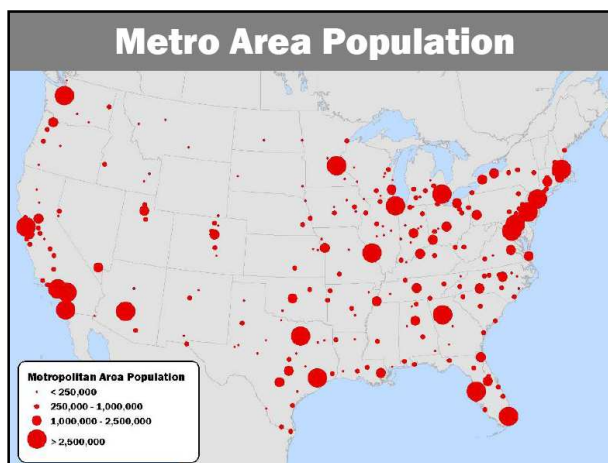 Metro Area Population
Metropolitan Area Population
< 250,000
250,000 - 1,000,000
1,000,000 - 2,500,000
> 2,500,000